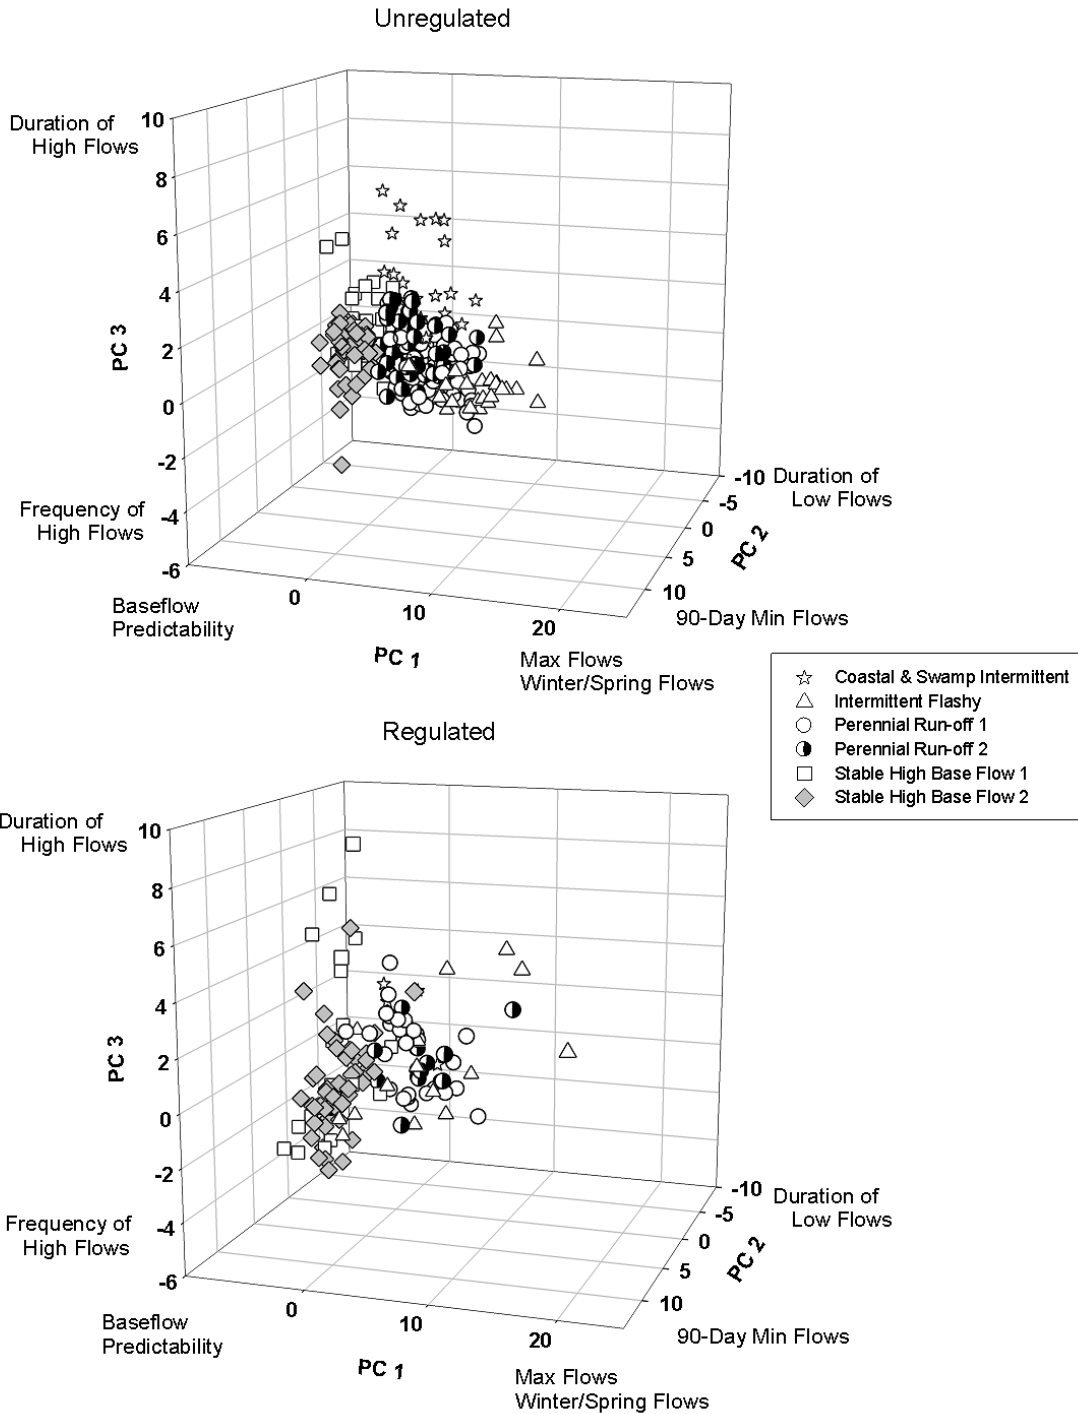 Unregulated
Duration of
High Flows
10
8
6
4
2
0
-2
-4
-6
PC 3
Frequency of
High Flows
Baseflow
Predictability
0
10
20
PC 1
Max Flows
Winter/Spring Flows
-10
-5
0
5
10
PC 2
Duration of
Low Flows
90-Day Min Flows
Coastal & Swamp Intermittent
Intermittent Flashy
Perennial Run-off 1
Perennial Run-off 2
Stable High Base Flow 1
Stable High Base Flow 2
Regulated
Duration of
High Flows
10
8
6
4
2
0
-2
-4
-6
PC 3
Frequency of
High Flows
Baseflow
Predictability
0
10
20
PC 1
Max Flows
Winter/Spring Flows
-10
-5
0
5
10
PC 2
Duration of
Low Flows
90-Day Min Flows